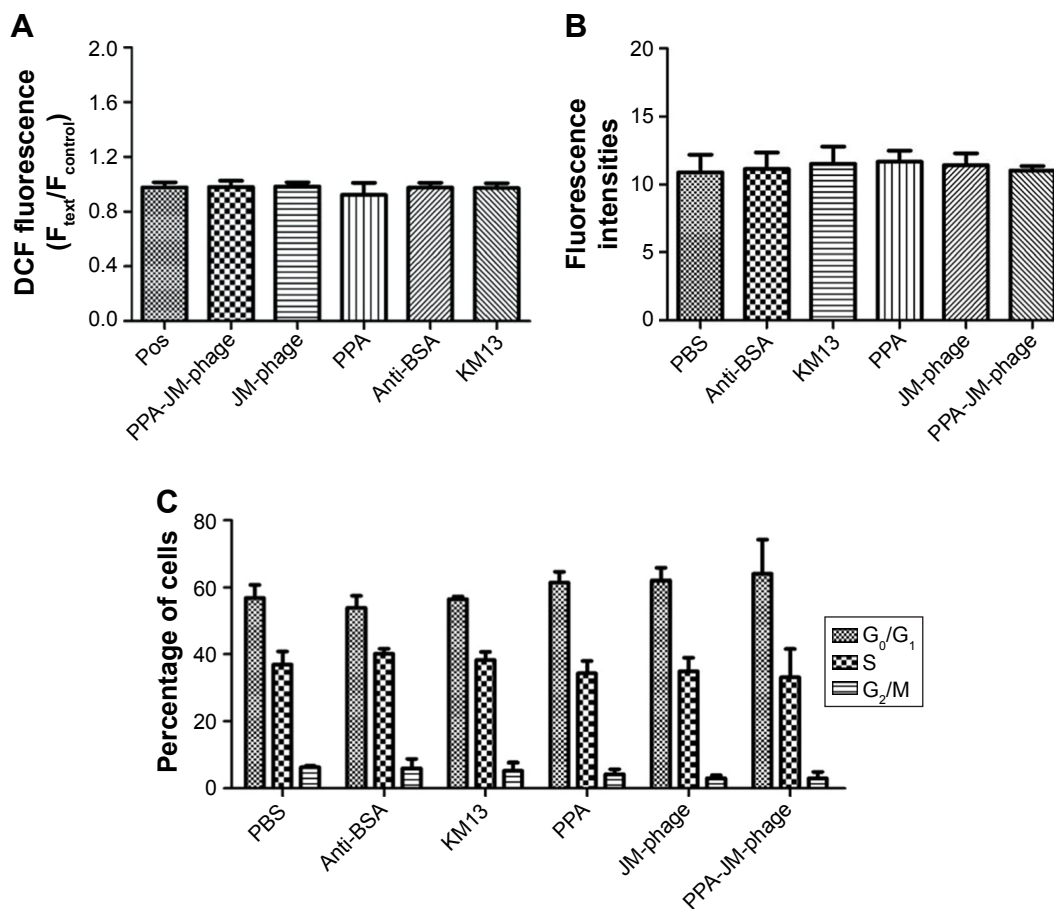 A
DCF fluorescence
(F_text/F_control)
2.0
1.6
1.2
0.8
0.4
0.0
Pos
PPA-JM-phage
JM-phage
PPA
Anti-BSA
KM13
B
Fluorescence
intensities
20
15
10
5
0
PBS
Anti-BSA
KM13
PPA
JM-phage
PPA-JM-phage
C
Percentage of cells
80
60
40
20
0
PBS
Anti-BSA
KM13
PPA
JM-phage
PPA-JM-phage
G₀/G₁
S
G₂/M